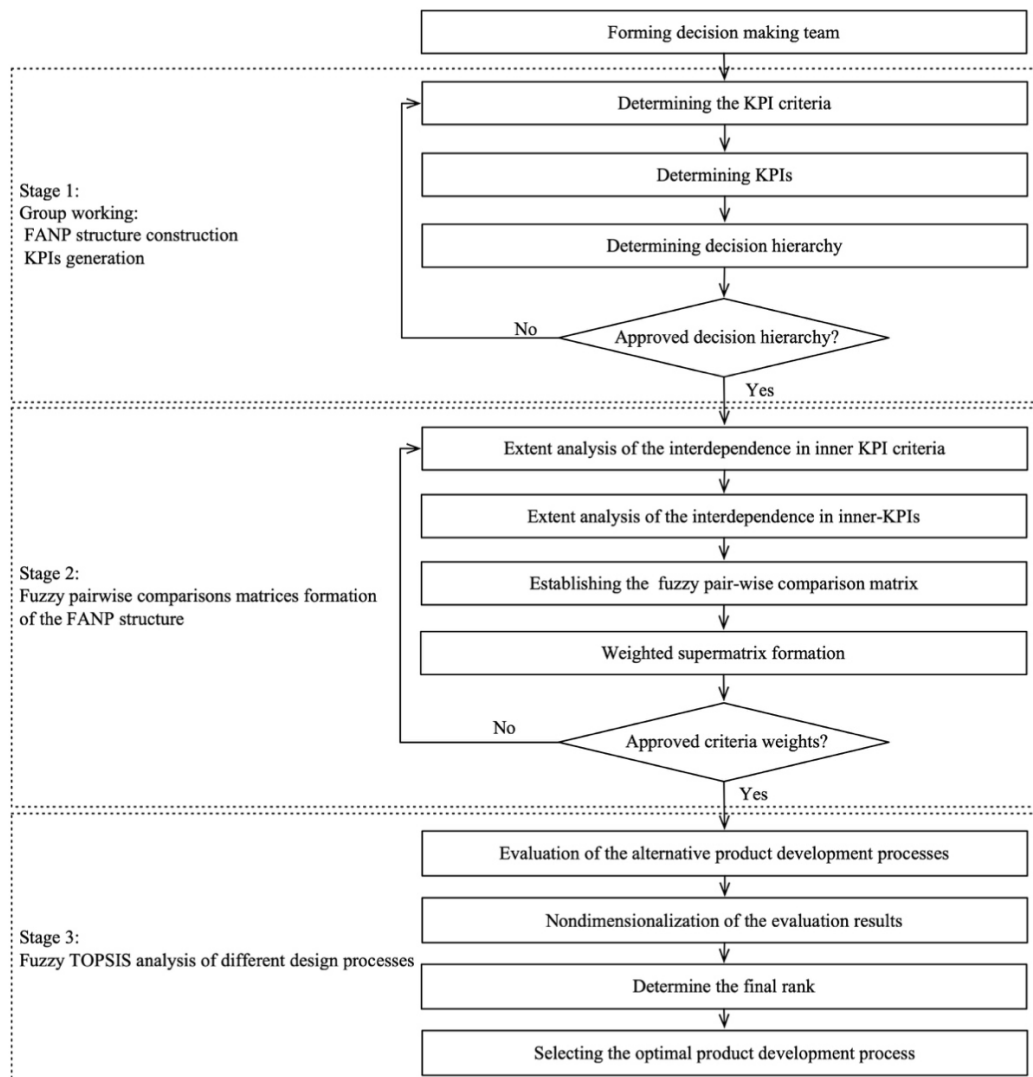 Forming decision making team
Determining the KPI criteria
Determining KPIs
Stage 1:
Group working:
FANP structure construction
KPIs generation
Determining decision hierarchy
No
Approved decision hierarchy?
Yes
Extent analysis of the interdependence in inner KPI criteria
Extent analysis of the interdependence in inner-KPIs
Stage 2:
Fuzzy pairwise comparisons matrices formation
of the FANP structure
Establishing the fuzzy pair-wise comparison matrix
Weighted supermatrix formation
No
Approved criteria weights?
Yes
Evaluation of the alternative product development processes
Nondimensionalization of the evaluation results
Stage 3:
Fuzzy TOPSIS analysis of different design processes
Determine the final rank
Selecting the optimal product development process